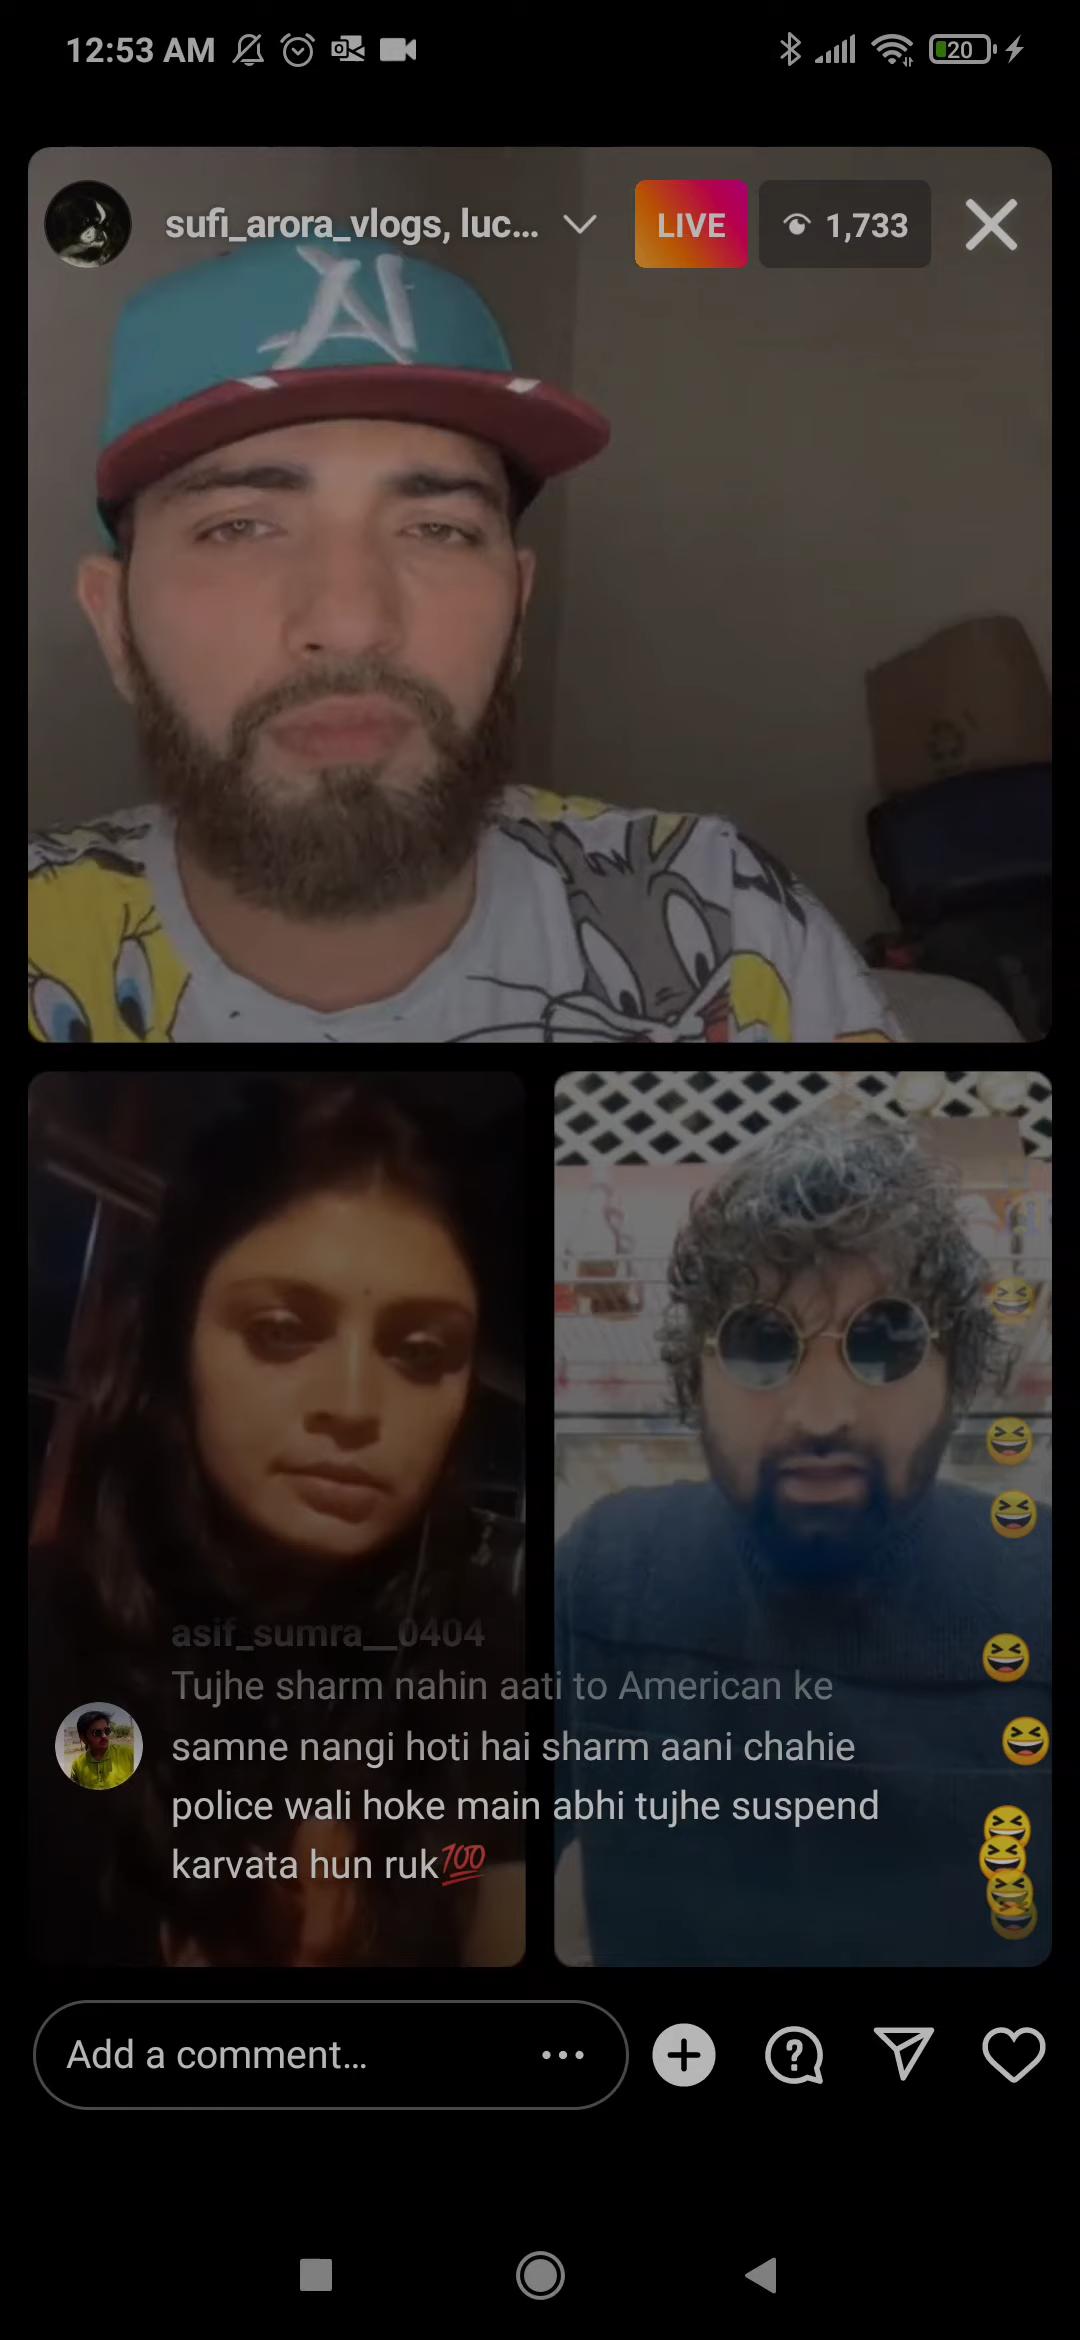 12:53 AM
20
sufi_arora_vlogs, luc...
LIVE
1,733
asif_sumra__0404
Tujhe sharm nahin aati to American ke
samne nangi hoti hai sharm aani chahie
police wali hoke main abhi tujhe suspend
karvata hun ruk💯
Add a comment...